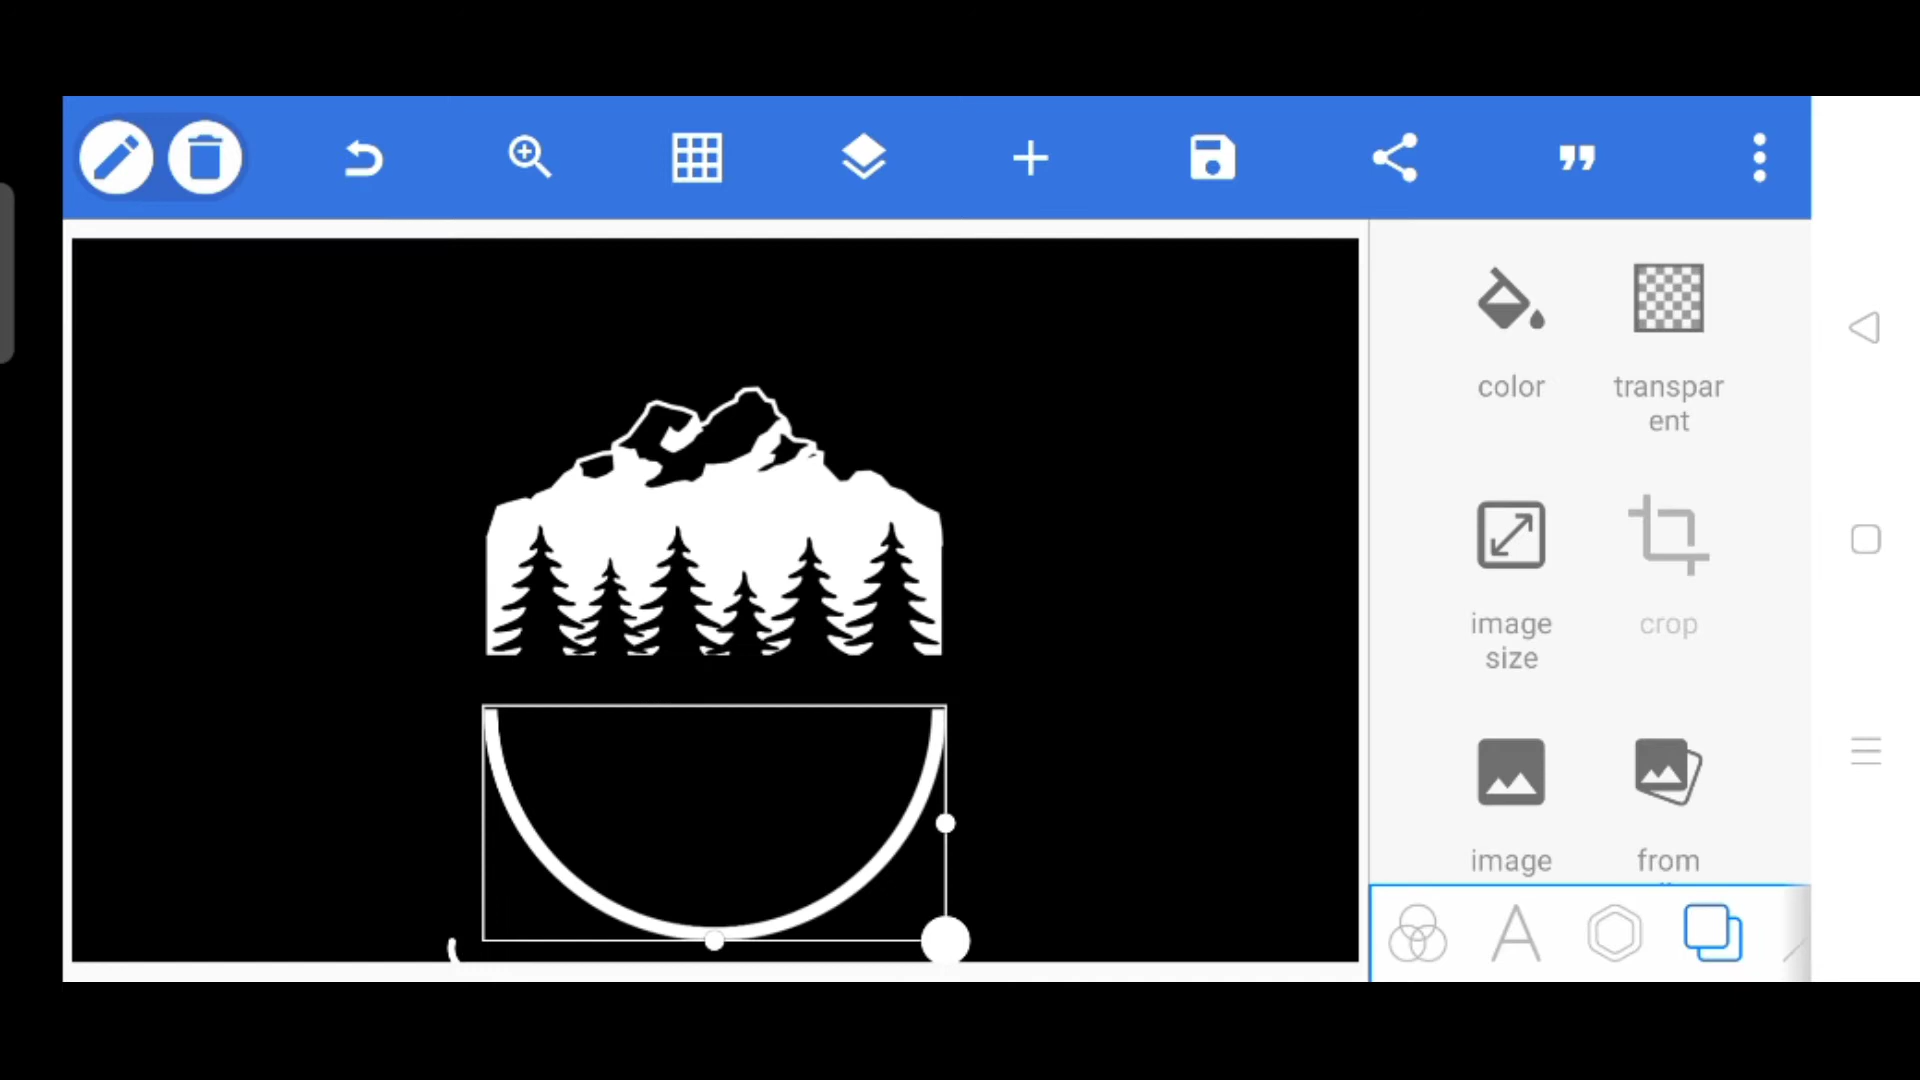 color
transpar
ent
image
size
crop
image
from